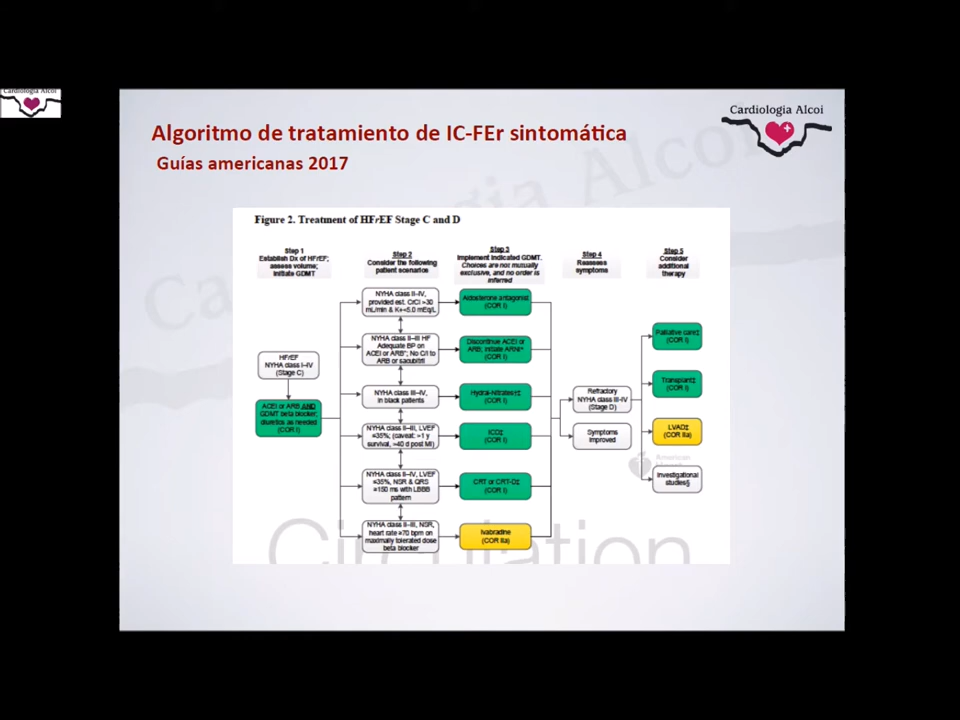 Cardiologia Alcoi
Cardiologia Alcoi
Algoritmo de tratamiento de IC-FEr sintomática
Guías americanas 2017
Figure 2. Treatment of HFrEF Stage C and D
Step 1
Establish Dx of HFrEF;
assess volume;
initiate GDMT
Step 2
Consider the following
patient scenarios
Step 3
Implement indicated GDMT.
Choices are not mutually
exclusive, and no order is
inferred
Step 4
Reassess
symptoms
Step 5
Consider
additional
therapy
HFrEF
NYHA class I–IV
(Stage C)
ACEI or ARB AND
GDMT beta blocker;
diuretics as needed
(COR I)
NYHA class II–IV,
provided est. CrCl >30
mL/min & K+<5.0 mEq/L
NYHA class II–III HF
Adequate BP on
ACEI or ARB*; No C/I to
ARB or sacubitril
NYHA class III–IV,
in black patients
NYHA class II–III, LVEF
≤35%; (caveat: >1 y
survival, >40 d post MI)
NYHA class II–IV, LVEF
≤35%, NSR & QRS
≥150 ms with LBBB
pattern
NYHA class II–III, NSR,
heart rate ≥70 bpm on
maximally tolerated dose
beta blocker
Aldosterone antagonist
(COR I)
Discontinue ACEI or
ARB; initiate ARNI*
(COR I)
Hydral-Nitrates†‡
(COR I)
ICD‡
(COR I)
CRT or CRT-D‡
(COR I)
Ivabradine
(COR IIa)
Refractory
NYHA class III-IV
(Stage D)
Symptoms
improved
Palliative care‡
(COR I)
Transplant‡
(COR I)
LVAD‡
(COR IIa)
Investigational
studies§
American
Circulation